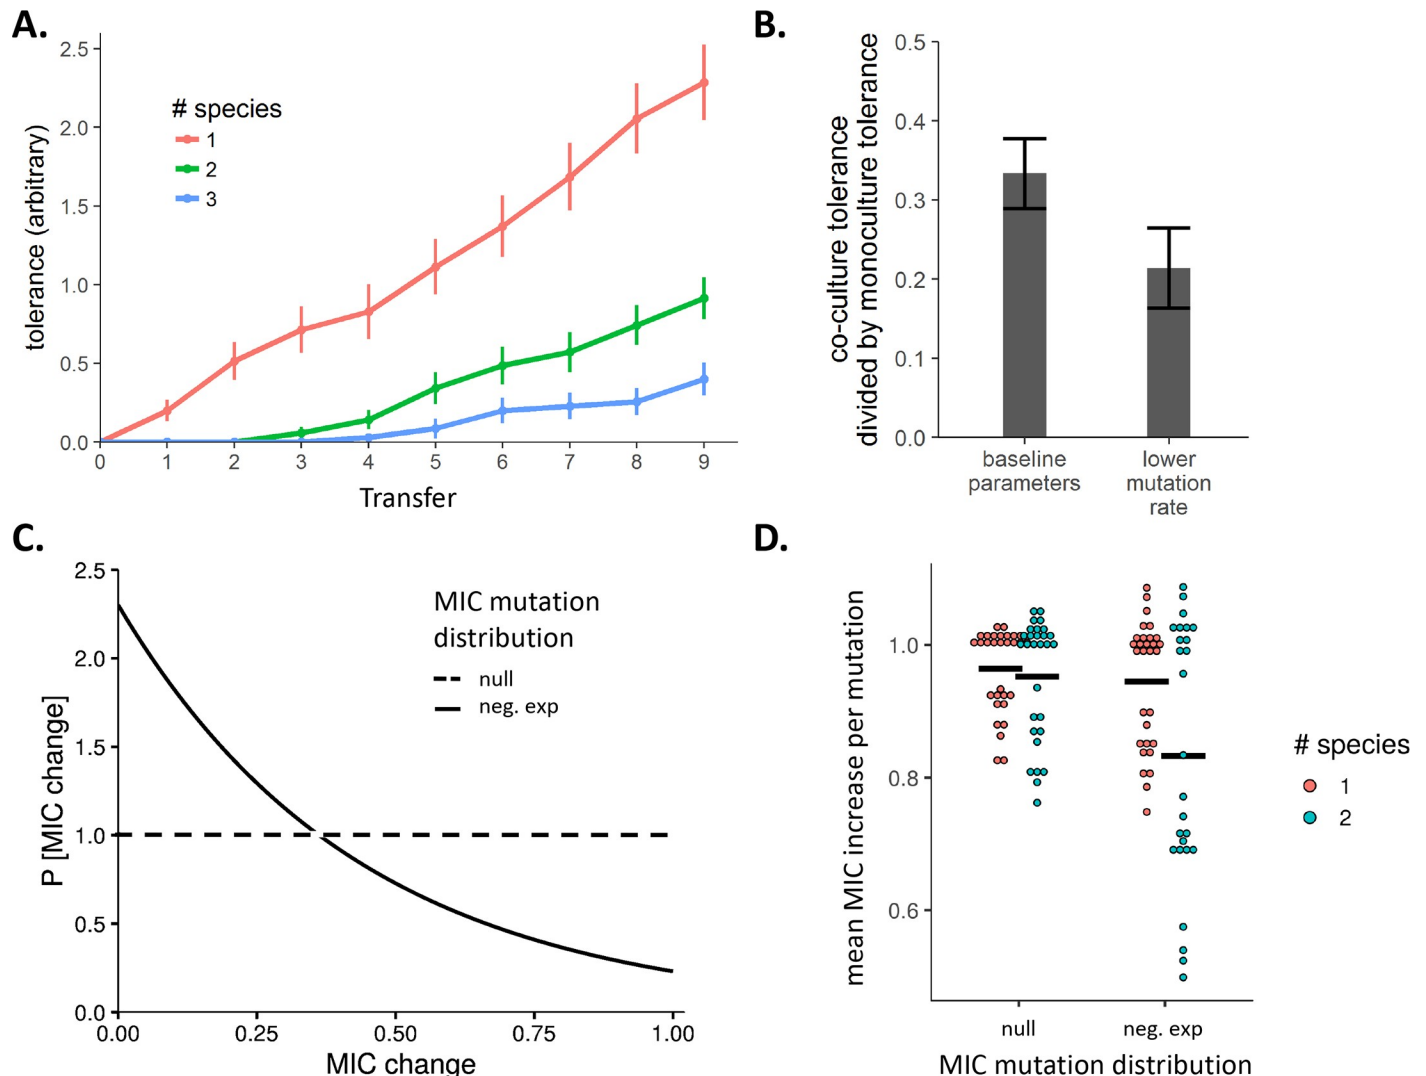 A.
2.5
2.0
1.5
1.0
0.5
0.0
tolerance (arbitrary)
# species
1
2
3
0 1 2 3 4 5 6 7 8 9
Transfer
B.
0.5
0.4
0.3
0.2
0.1
0.0
co-culture tolerance
divided by monoculture tolerance
baseline
parameters
lower
mutation
rate
C.
2.5
2.0
1.5
1.0
0.5
0.0
P [MIC change]
MIC mutation
distribution
null
neg. exp
0.00 0.25 0.50 0.75 1.00
MIC change
D.
1.0
0.8
0.6
mean MIC increase per mutation
# species
1
2
null neg. exp
MIC mutation distribution